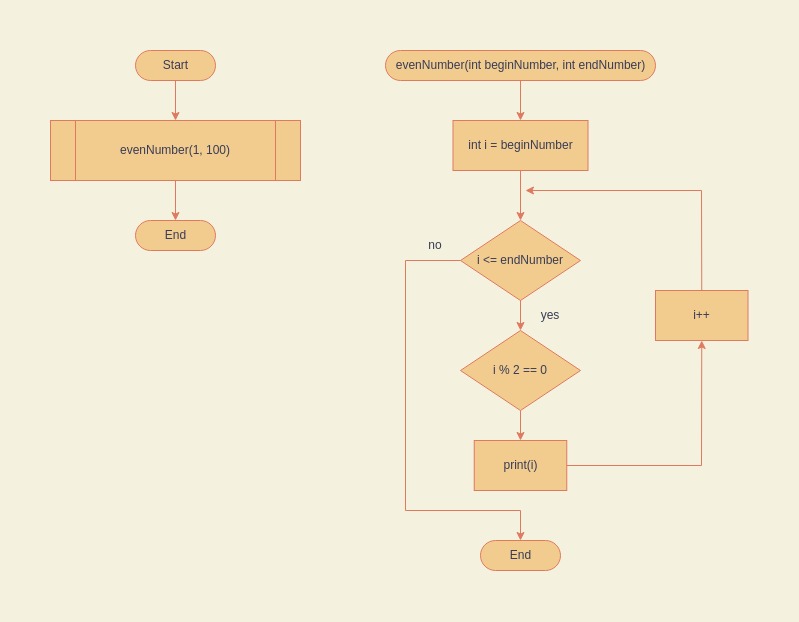 Start
evenNumber(1, 100)
End
evenNumber(int beginNumber, int endNumber)
int i = beginNumber
i <= endNumber
no
yes
i % 2 == 0
i++
print(i)
End